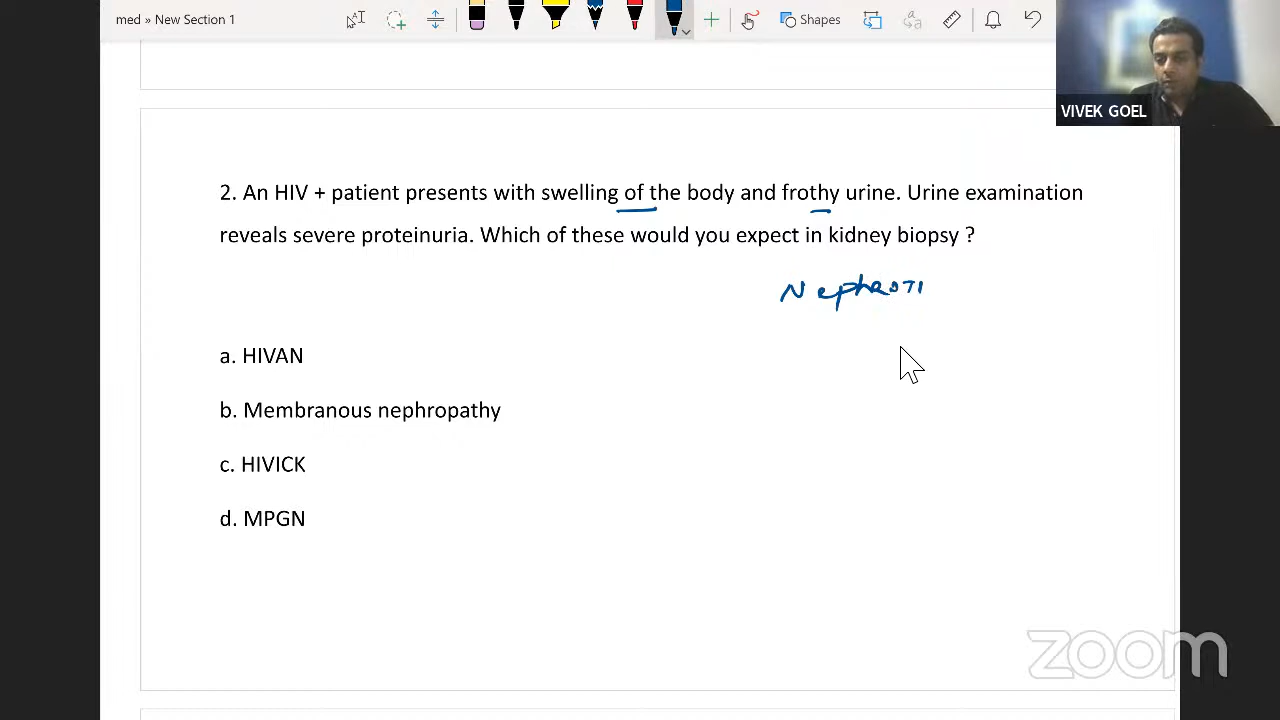 med » New Section 1
Shapes
VIVEK GOEL
2. An HIV + patient presents with swelling of the body and frothy urine. Urine examination
reveals severe proteinuria. Which of these would you expect in kidney biopsy ?
Nephroti
a. HIVAN
b. Membranous nephropathy
c. HIVICK
d. MPGN
zoom